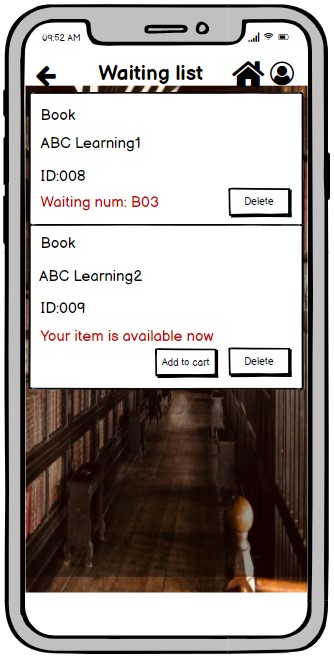 09:52 AM
Waiting list
Book
ABC Learning1
ID:008
Waiting num: B03
Delete
Book
ABC Learning2
ID:009
Your item is available now
Add to cart
Delete